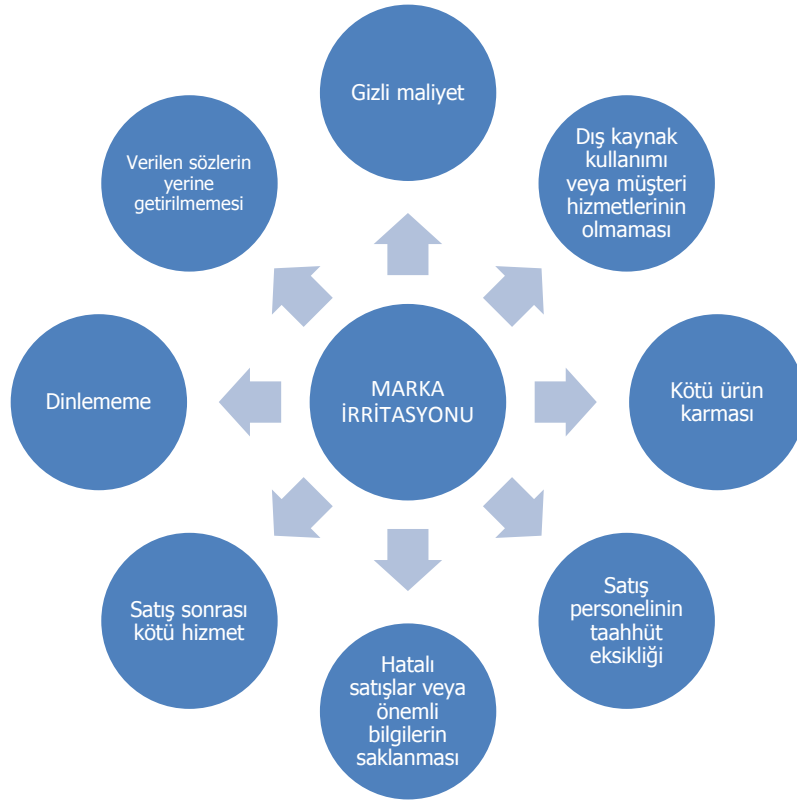 Gizli maliyet
Dış kaynak
kullanımı
veya müşteri
hizmetlerinin
olmaması
Kötü ürün
karması
Satış
personelinin
taahhüt
eksikliği
Hatalı
satışlar veya
önemli
bilgilerin
saklanması
Satış sonrası
kötü hizmet
Dinlememe
Verilen sözlerin
yerine
getirilmemesi
MARKA
İRRİTASYONU